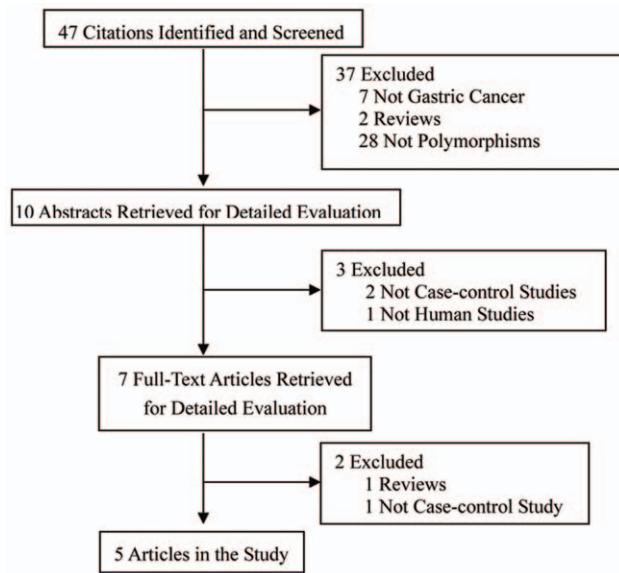 47 Citations Identified and Screened
37 Excluded
7 Not Gastric Cancer
2 Reviews
28 Not Polymorphisms
10 Abstracts Retrieved for Detailed Evaluation
3 Excluded
2 Not Case-control Studies
1 Not Human Studies
7 Full-Text Articles Retrieved
for Detailed Evaluation
2 Excluded
1 Reviews
1 Not Case-control Study
5 Articles in the Study